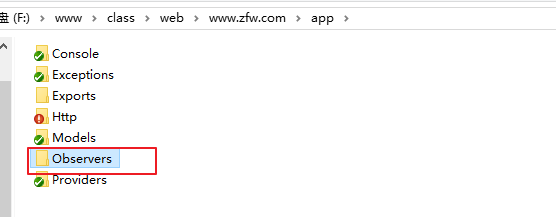 盘 (F:) > www > class > web > www.zfw.com > app >
Console
Exceptions
Exports
Http
Models
Observers
Providers